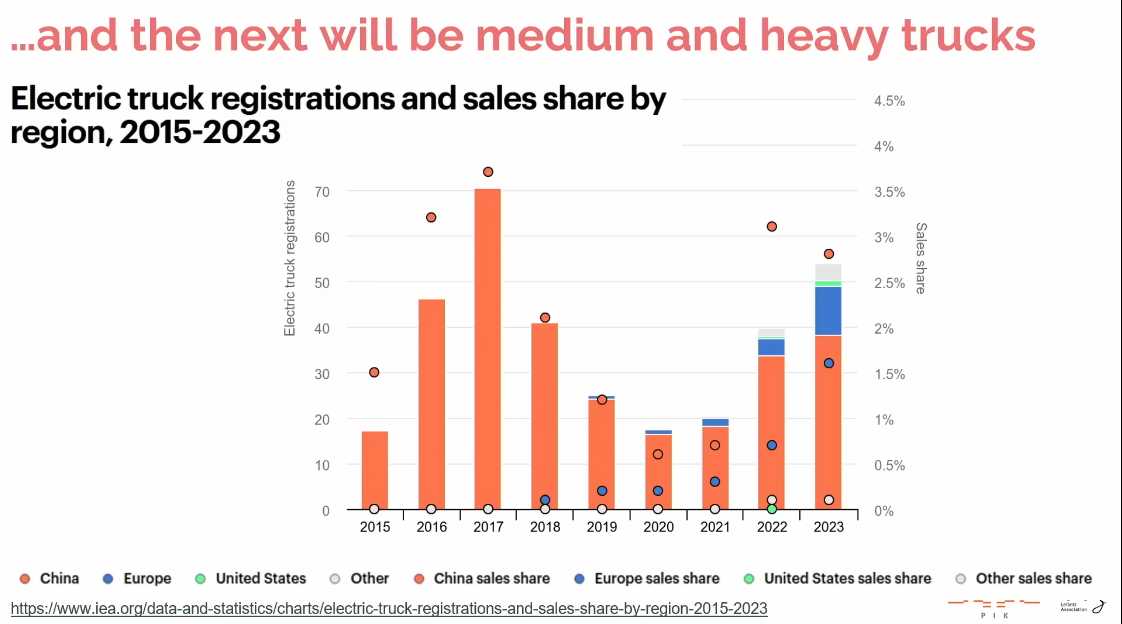 …and the next will be medium and heavy trucks
Electric truck registrations and sales share by
region, 2015-2023
4.5%
4%
70 3.5%
60 3%
50 2.5%
40 2%
30 1.5%
20 1%
10 0.5%
0 0%
Electric truck registrations
Sales share
2015 2016 2017 2018 2019 2020 2021 2022 2023
China Europe United States Other China sales share Europe sales share United States sales share Other sales share
https://www.iea.org/data-and-statistics/charts/electric-truck-registrations-and-sales-share-by-region-2015-2023
P I K
Leibniz
Association